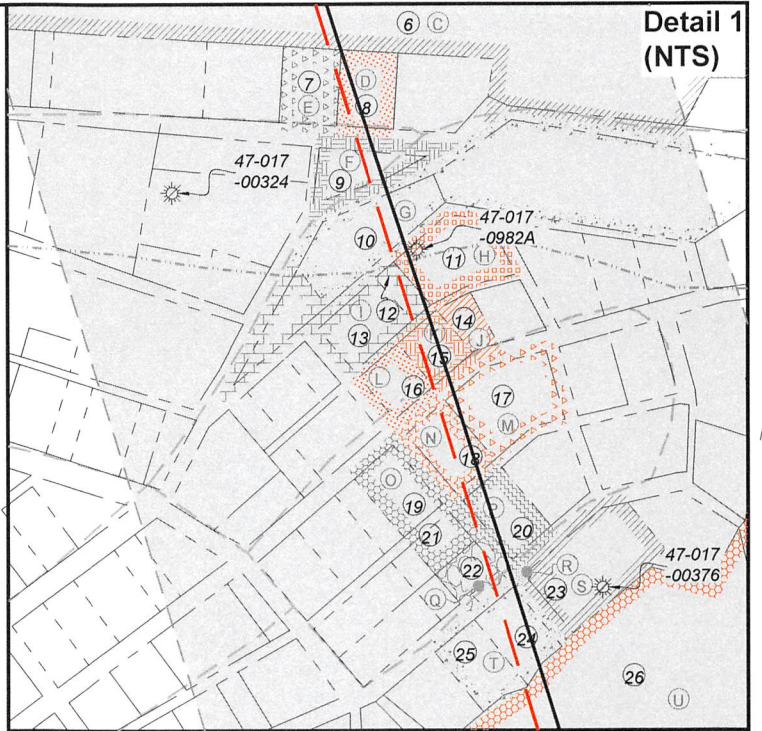 Detail 1
(NTS)
6 C
D
7
E
8
47-017
-00324
F
9
G
10
47-017
-0982A
11 H
I 12
13
14
J
15
L
16
17
M
N
18
O
19
P
20
21
22
R
47-017
-00376
Q
23 S
24
25
T
26
U